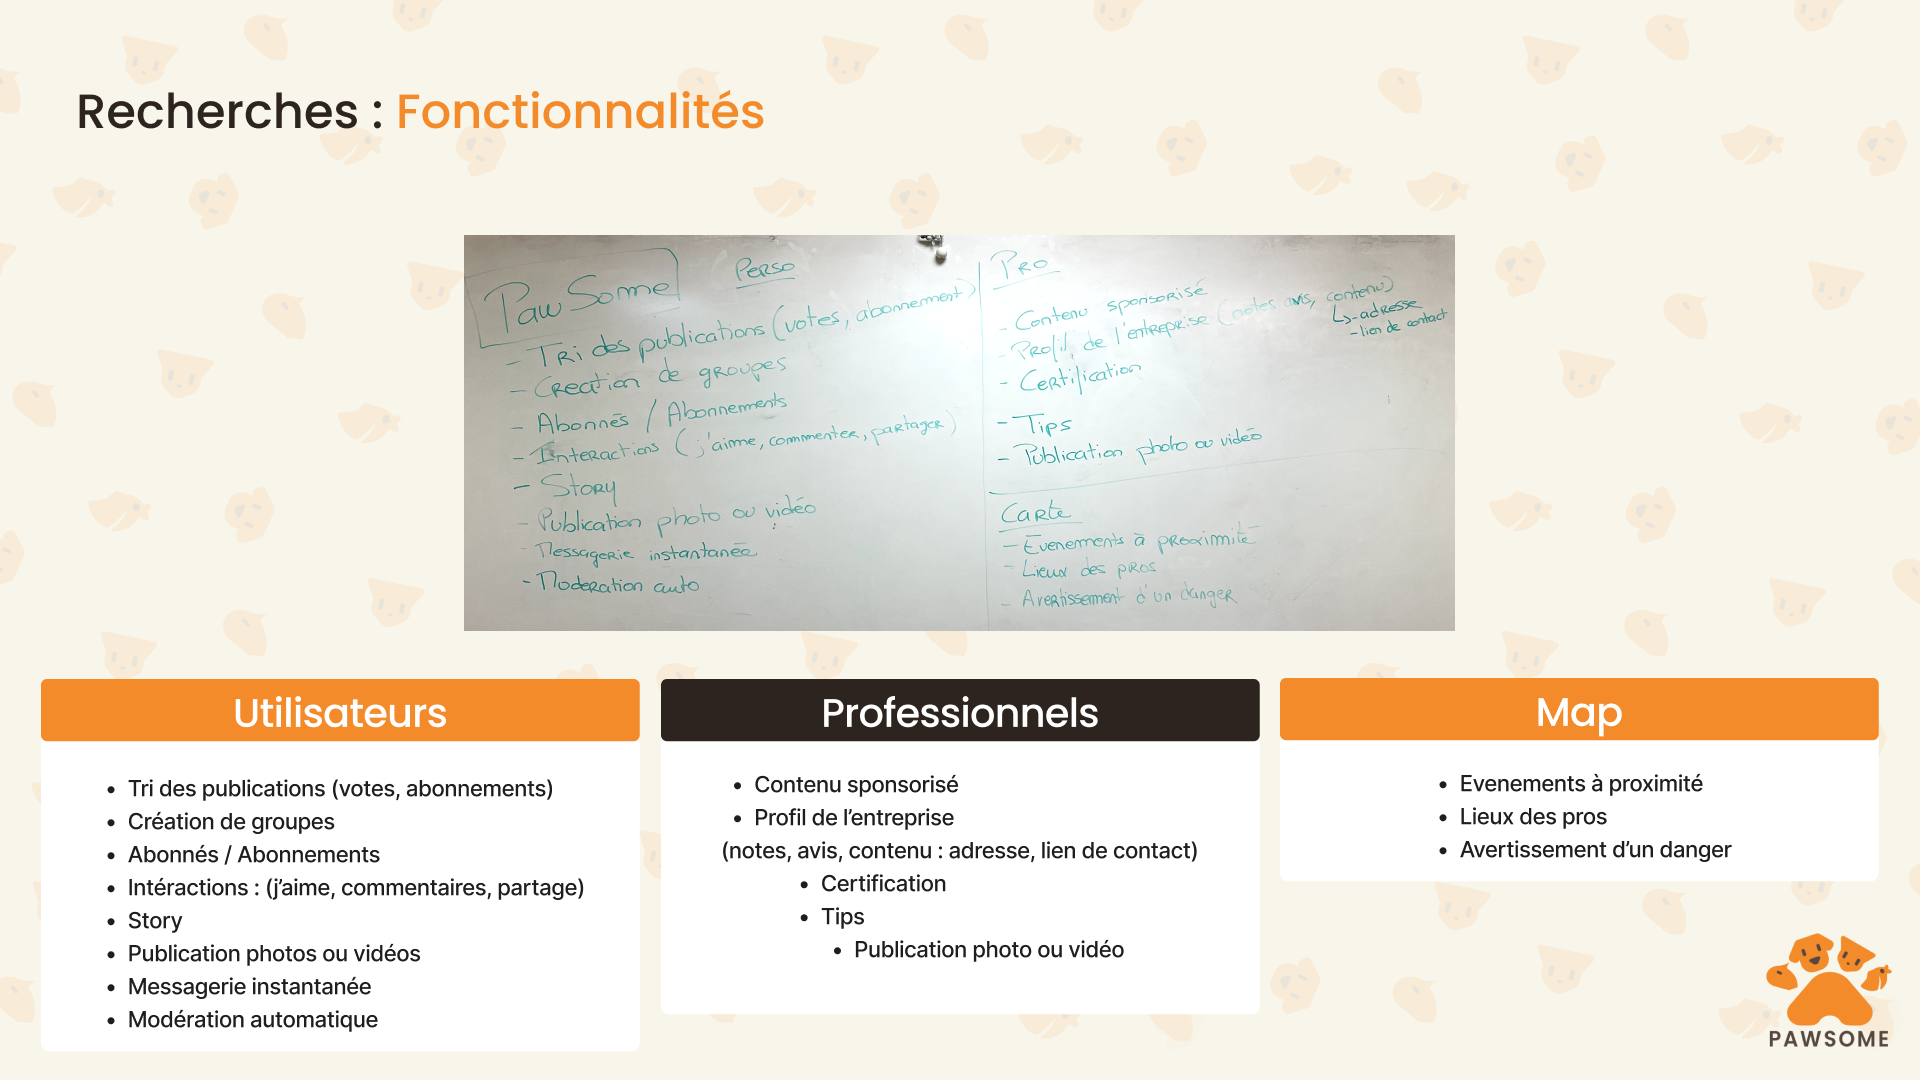 Recherches : Fonctionnalités
PawSome
Perso
- Tri des publications (votes, abonnement)
- Creation de groupes
- Abonnés / Abonnements
- Interactions (j'aime, commenter, partager)
- Story
- Publication photo ou vidéo
- Messagerie instantanée
- Moderation auto
Pro
- Contenu sponsorisé
- Profil de l'entreprise (notes avis, contenu)
↳ - adresse
- lien de contact
- Certification
- Tips
- Publication photo ou vidéo
Carte
- Evenements à proximité
- Lieux des pros
- Avertissement d'un danger
Utilisateurs
• Tri des publications (votes, abonnements)
• Création de groupes
• Abonnés / Abonnements
• Intéractions : (j’aime, commentaires, partage)
• Story
• Publication photos ou vidéos
• Messagerie instantanée
• Modération automatique
Professionnels
• Contenu sponsorisé
• Profil de l’entreprise
(notes, avis, contenu : adresse, lien de contact)
• Certification
• Tips
• Publication photo ou vidéo
Map
• Evenements à proximité
• Lieux des pros
• Avertissement d’un danger
PAWSOME